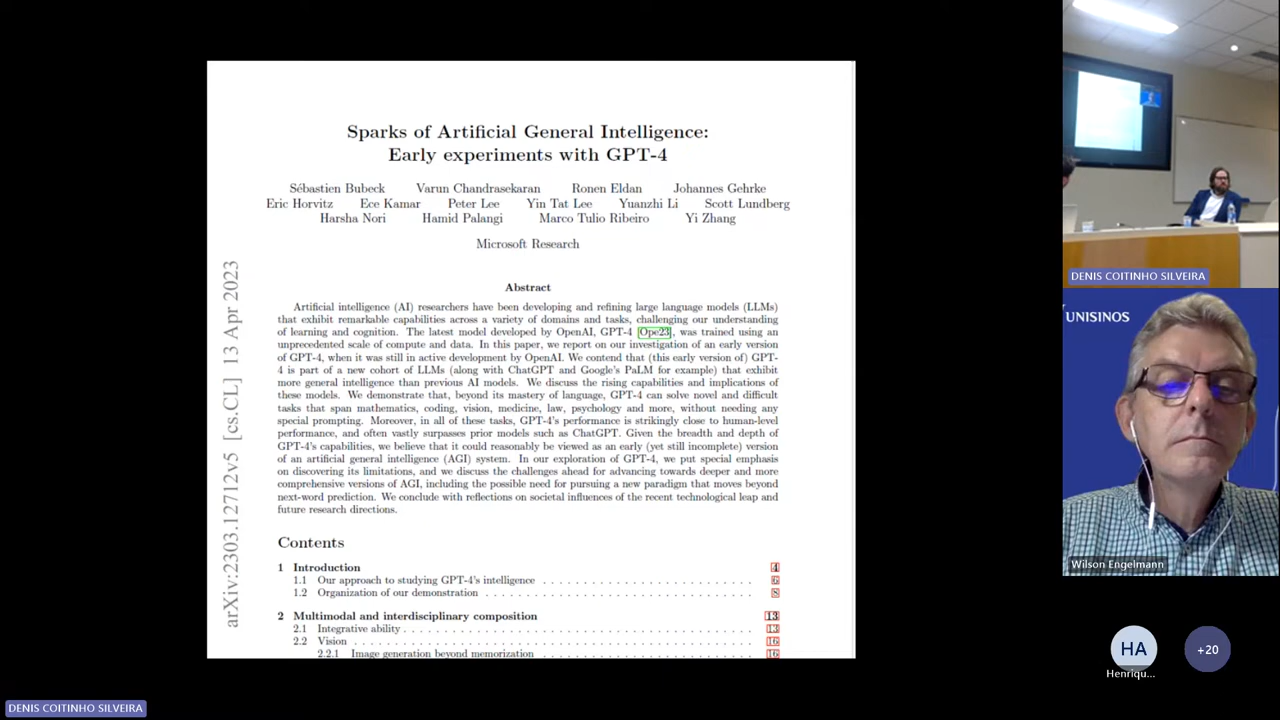 Sparks of Artificial General Intelligence:
Early experiments with GPT-4
Sébastien Bubeck Varun Chandrasekaran Ronen Eldan Johannes Gehrke
Eric Horvitz Ece Kamar Peter Lee Yin Tat Lee Yuanzhi Li Scott Lundberg
Harsha Nori Hamid Palangi Marco Tulio Ribeiro Yi Zhang
Microsoft Research
Abstract
Artificial intelligence (AI) researchers have been developing and refining large language models (LLMs)
that exhibit remarkable capabilities across a variety of domains and tasks, challenging our understanding
of learning and cognition. The latest model developed by OpenAI, GPT-4 [Ope23], was trained using an
unprecedented scale of compute and data. In this paper, we report on our investigation of an early version
of GPT-4, when it was still in active development by OpenAI. We contend that (this early version of) GPT-
4 is part of a new cohort of LLMs (along with ChatGPT and Google's PaLM for example) that exhibit
more general intelligence than previous AI models. We discuss the rising capabilities and implications of
these models. We demonstrate that, beyond its mastery of language, GPT-4 can solve novel and difficult
tasks that span mathematics, coding, vision, medicine, law, psychology and more, without needing any
special prompting. Moreover, in all of these tasks, GPT-4's performance is strikingly close to human-level
performance, and often vastly surpasses prior models such as ChatGPT. Given the breadth and depth of
GPT-4's capabilities, we believe that it could reasonably be viewed as an early (yet still incomplete) version
of an artificial general intelligence (AGI) system. In our exploration of GPT-4, we put special emphasis
on discovering its limitations, and we discuss the challenges ahead for advancing towards deeper and more
comprehensive versions of AGI, including the possible need for pursuing a new paradigm that moves beyond
next-word prediction. We conclude with reflections on societal influences of the recent technological leap and
future research directions.
Contents
1 Introduction 4
1.1 Our approach to studying GPT-4's intelligence . . . . . . . . . . . . . . . . . . 6
1.2 Organization of our demonstration . . . . . . . . . . . . . . . . . . . . . . 8
2 Multimodal and interdisciplinary composition 13
2.1 Integrative ability . . . . . . . . . . . . . . . . . . . . . . . . . . . . 13
2.2 Vision . . . . . . . . . . . . . . . . . . . . . . . . . . . . . . . . 16
2.2.1 Image generation beyond memorization . . . . . . . . . . . . . . . . . . 16
arXiv:2303.12712v5 [cs.CL] 13 Apr 2023
DENIS COITINHO SILVEIRA
UNISINOS
Wilson Engelmann
HA
Henriqu...
+20
DENIS COITINHO SILVEIRA